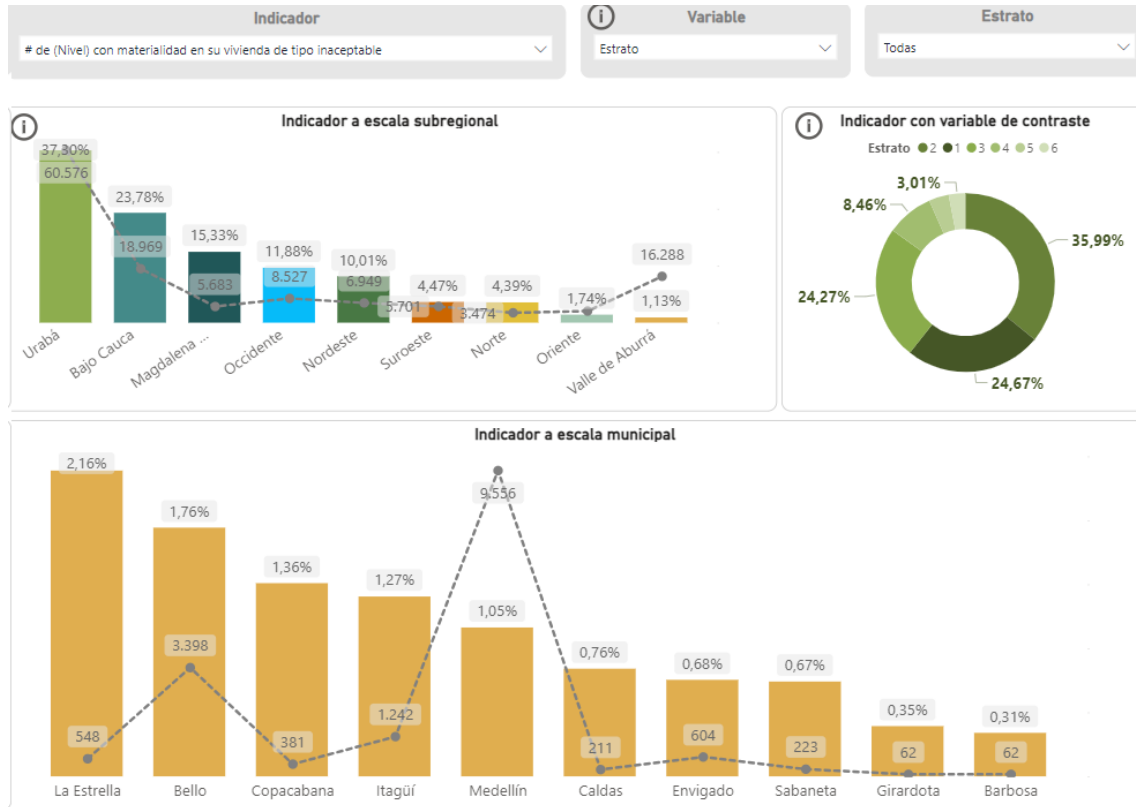 Indicador
# de (Nivel) con materialidad en su vivienda de tipo inaceptable
i
Variable
Estrato
Estrato
Todas
i
Indicador a escala subregional
37,30%
60.576
23,78%
18.969
15,33%
5.683
11,88%
8.527
10,01%
6.949
4,47%
5.701
4,39%
3.474
1,74%
16.288
1,13%
Urabá
Bajo Cauca
Magdalena ...
Occidente
Nordeste
Suroeste
Norte
Oriente
Valle de Aburrá
i
Indicador con variable de contraste
Estrato 2 1 3 4 5 6
3,01%
8,46%
35,99%
24,27%
24,67%
Indicador a escala municipal
2,16%
1,76%
1,36%
1,27%
9.556
1,05%
0,76%
0,68%
0,67%
0,35%
0,31%
548
3.398
381
1.242
211
604
223
62
62
La Estrella
Bello
Copacabana
Itagüí
Medellín
Caldas
Envigado
Sabaneta
Girardota
Barbosa